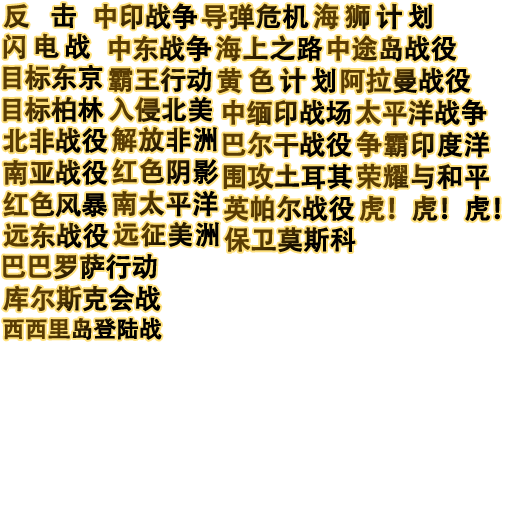 反 击 中印战争 导弹危机 海 狮 计 划
闪 电 战 中东战争 海上之路 中途岛战役
目标东京 霸王行动 黄 色 计 划 阿拉曼战役
目标柏林 入侵北美 中缅印战场 太平洋战争
北非战役 解放非洲 巴尔干战役 争霸印度洋
南亚战役 红色阴影 围攻土耳其 荣耀与和平
红色风暴 南太平洋 英帕尔战役 虎！虎！虎！
远东战役 远征美洲 保卫莫斯科
巴巴罗萨行动
库尔斯克会战
西西里岛登陆战